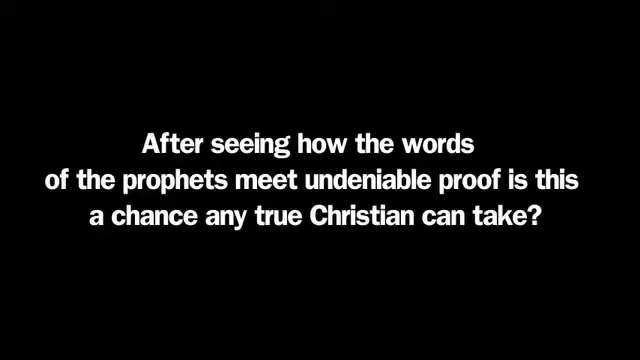 After seeing how the words
of the prophets meet undeniable proof is this
a chance any true Christian can take?